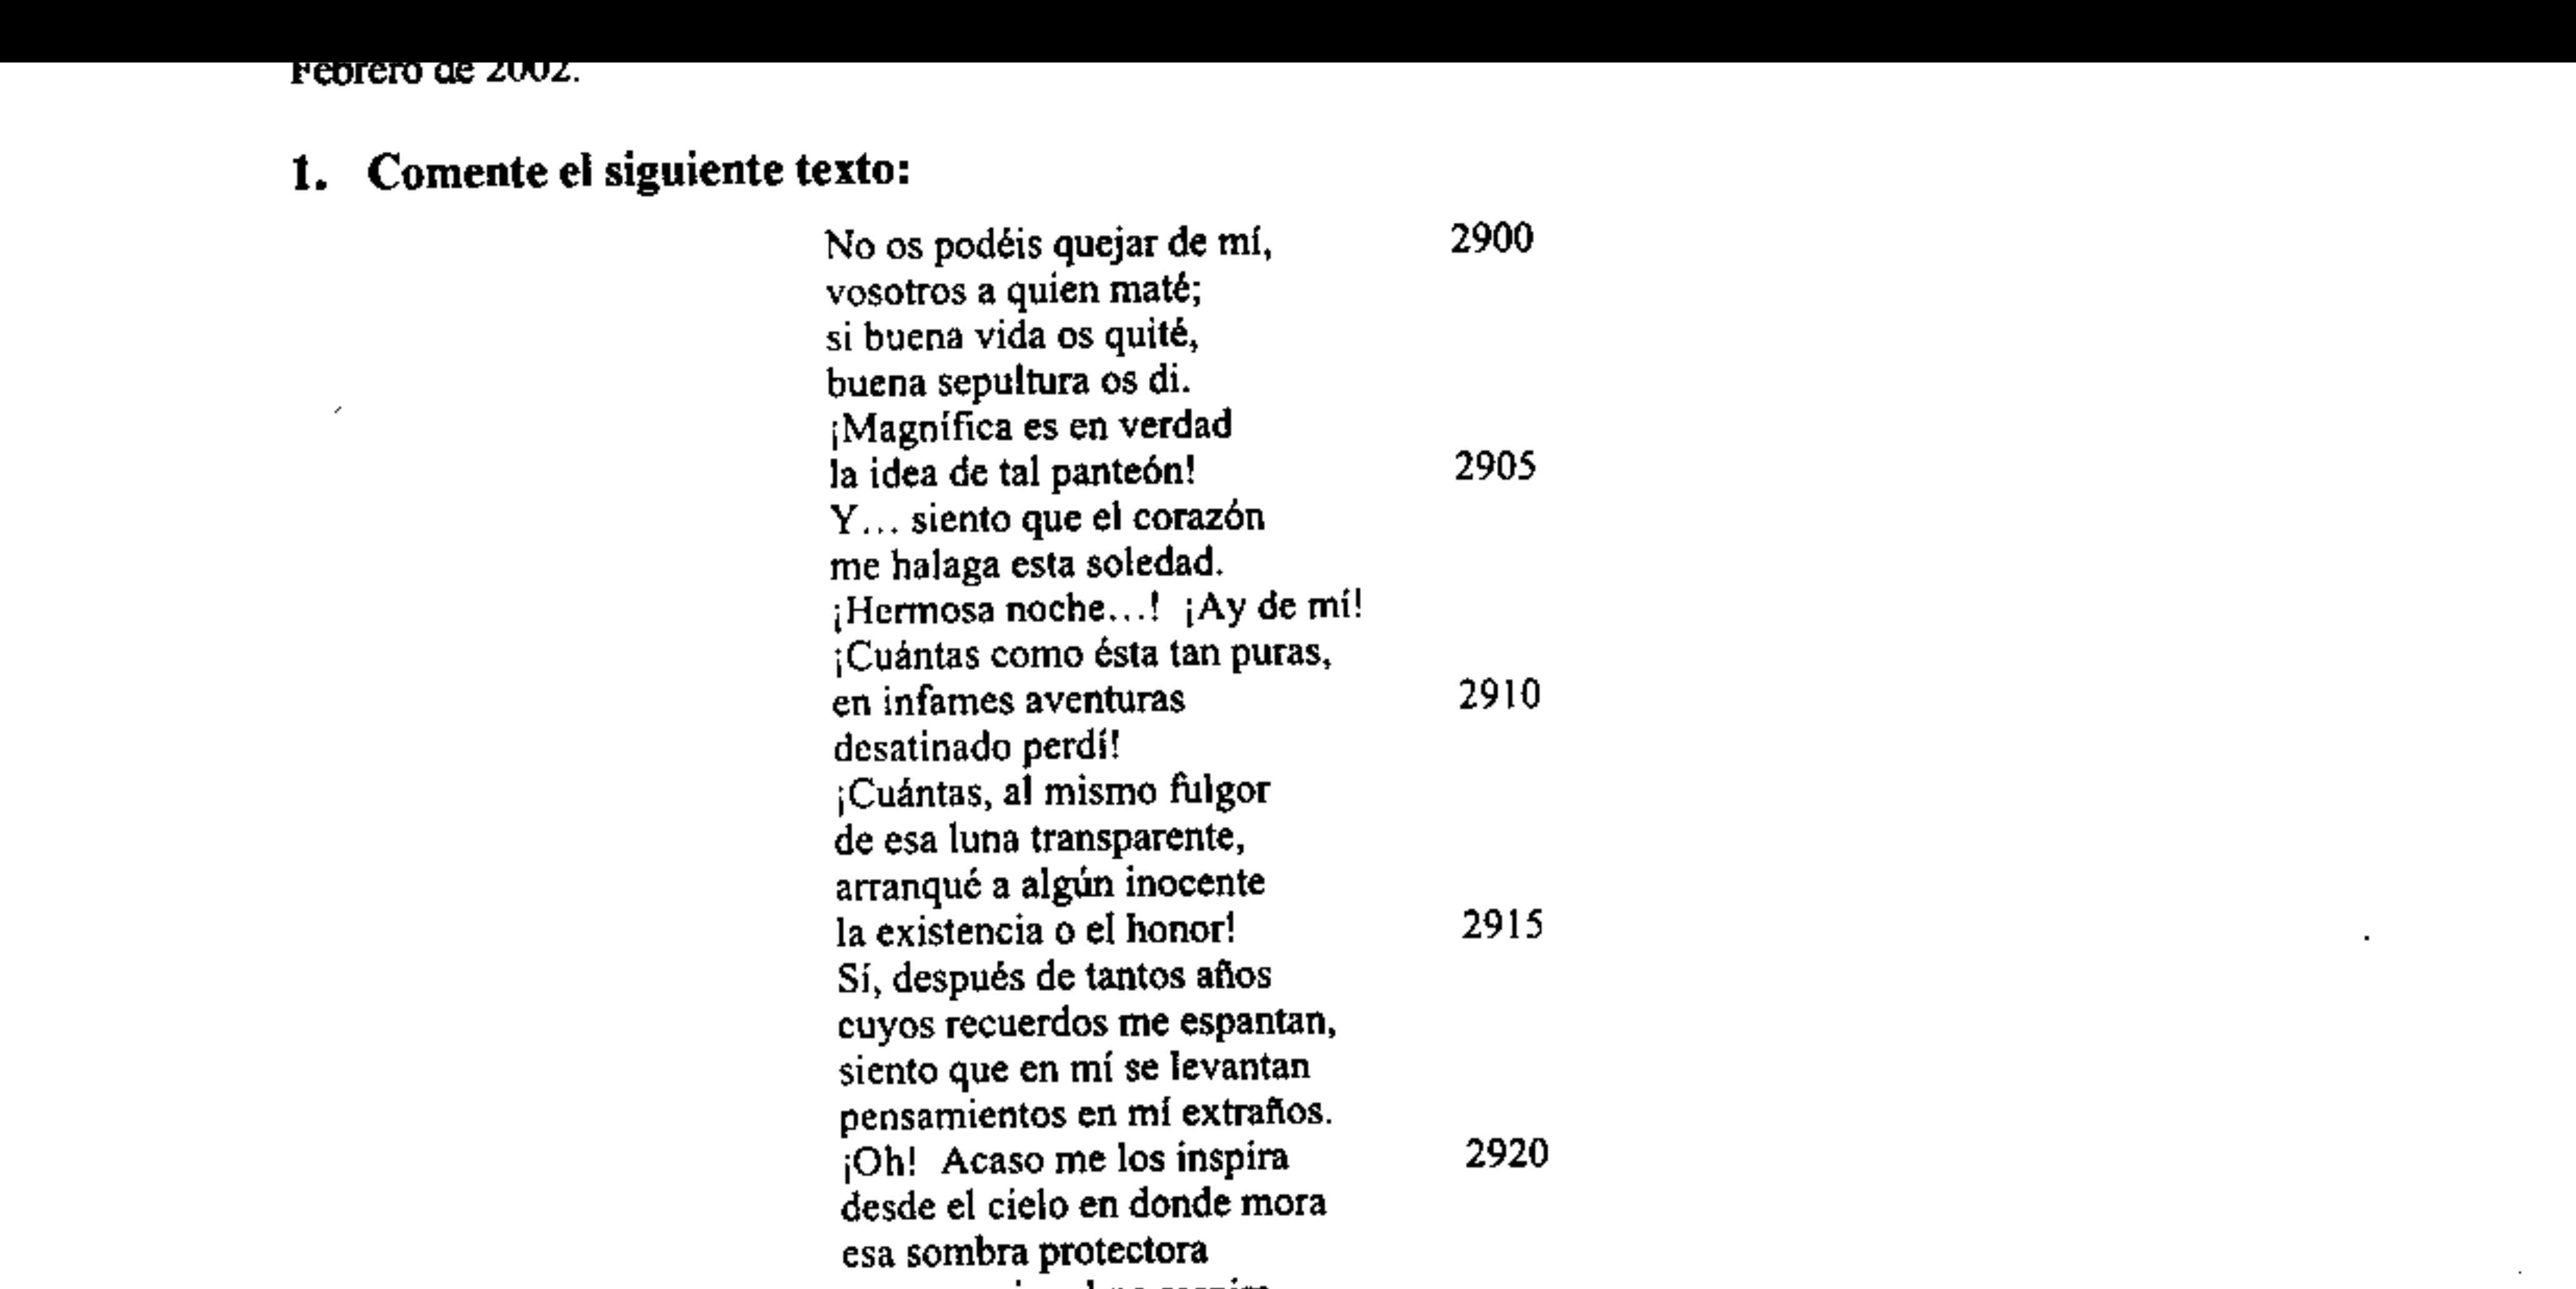 Febrero de 2002.
1. Comente el siguiente texto:
No os podéis quejar de mí, 2900
vosotros a quien maté;
si buena vida os quité,
buena sepultura os di.
¡Magnífica es en verdad
la idea de tal panteón! 2905
Y... siento que el corazón
me halaga esta soledad.
¡Hermosa noche...! ¡Ay de mí!
¡Cuántas como ésta tan puras,
en infames aventuras 2910
desatinado perdí!
¡Cuántas, al mismo fulgor
de esa luna transparente,
arranqué a algún inocente
la existencia o el honor! 2915
Sí, después de tantos años
cuyos recuerdos me espantan,
siento que en mí se levantan
pensamientos en mí extraños.
¡Oh! Acaso me los inspira 2920
desde el cielo en donde mora
esa sombra protectora